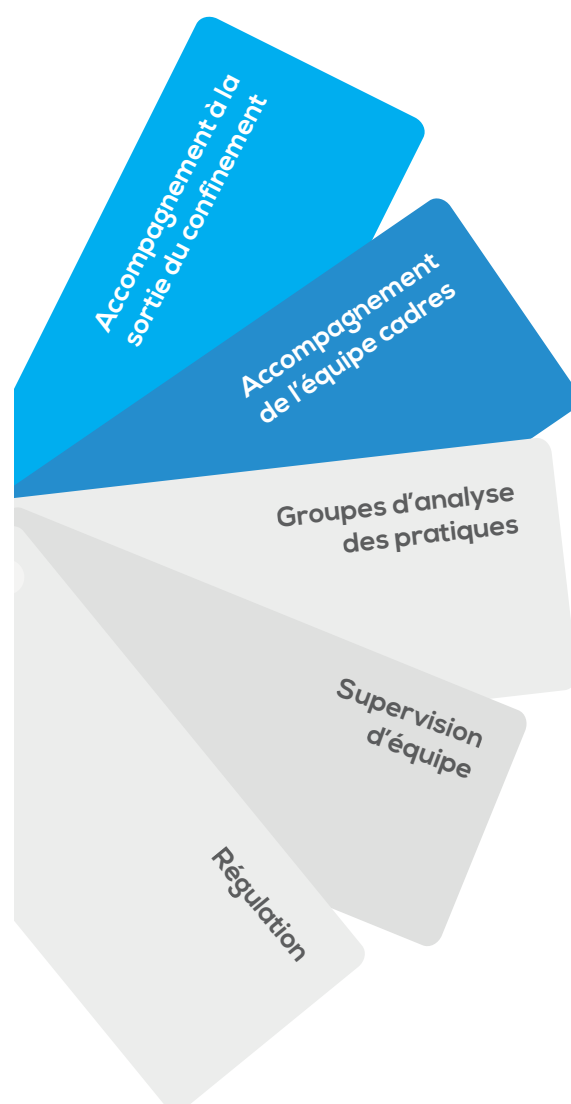 Accompagnement à la
sortie du confinement
Accompagnement
de l'équipe cadres
Groupes d'analyse
des pratiques
Supervision
d'équipe
Régulation